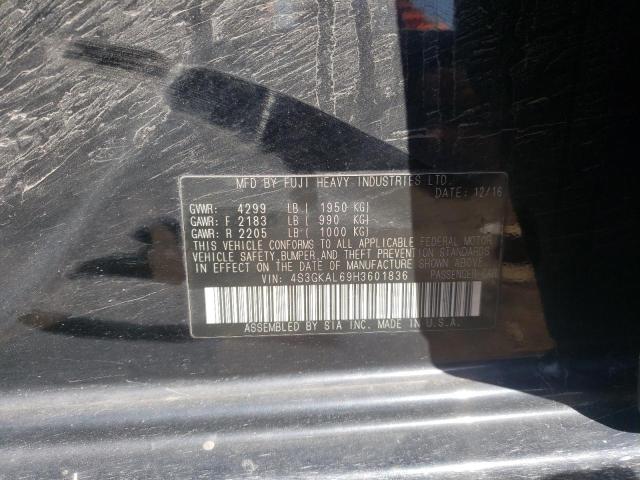 MFD BY FUJI HEAVY INDUSTRIES LTD.
DATE: 12/16
GVWR: 4299 LB ( 1950 KG)
GAWR: F 2183 LB ( 990 KG)
GAWR: R 2205 LB ( 1000 KG)
THIS VEHICLE CONFORMS TO ALL APPLICABLE FEDERAL MOTOR
VEHICLE SAFETY,BUMPER,AND THEFT PREVENTION STANDARDS
IN EFFECT ON THE DATE OF MANUFACTURE SHOWN ABOVE.
VIN: 4S3GKAL69H3601836 PASSENGER CAR
ASSEMBLED BY SIA INC. MADE IN U.S.A.